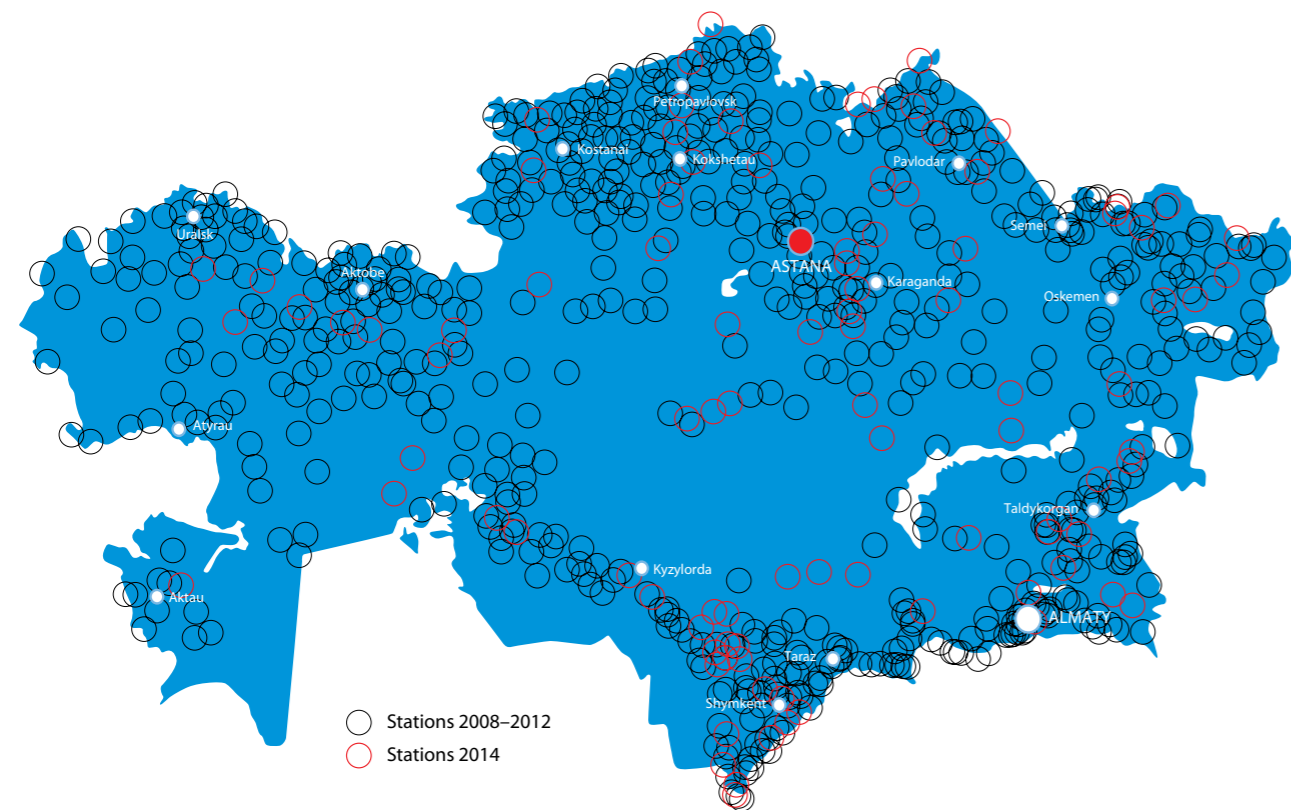 Petropavlovsk
Kostanai
Kokshetau
Pavlodar
Uralsk
Semei
ASTANA
Aktobe
Karaganda
Oskemen
Atyrau
Taldykorgan
Kyzylorda
Aktau
ALMATY
Taraz
Shymkent
Stations 2008–2012
Stations 2014